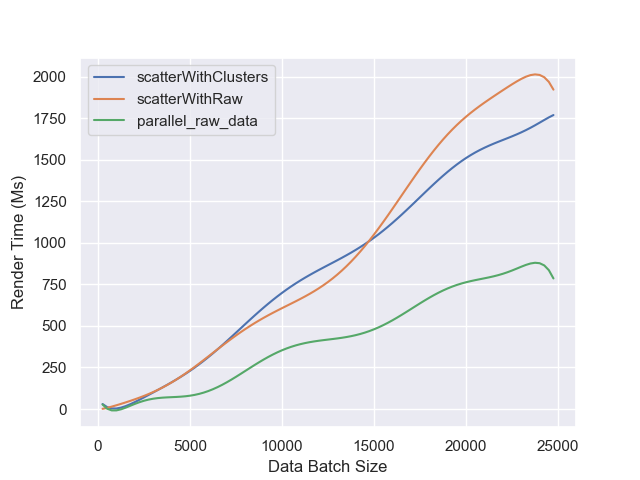 scatterWithClusters
scatterWithRaw
parallel_raw_data
2000
1750
1500
1250
1000
750
500
250
0
Render Time (Ms)
0 5000 10000 15000 20000 25000
Data Batch Size